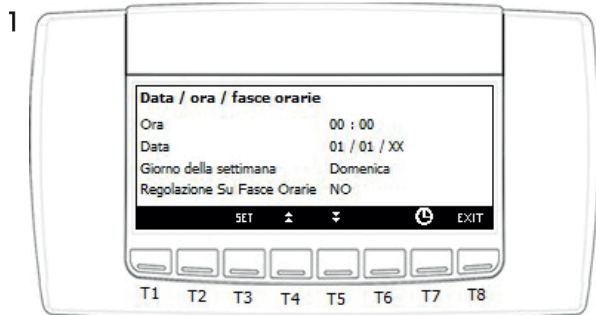 1
Data / ora / fasce orarie
Ora 00 : 00
Data 01 / 01 / XX
Giorno della settimana Domenica
Regolazione Su Fasce Orarie NO
SET EXIT
T1 T2 T3 T4 T5 T6 T7 T8